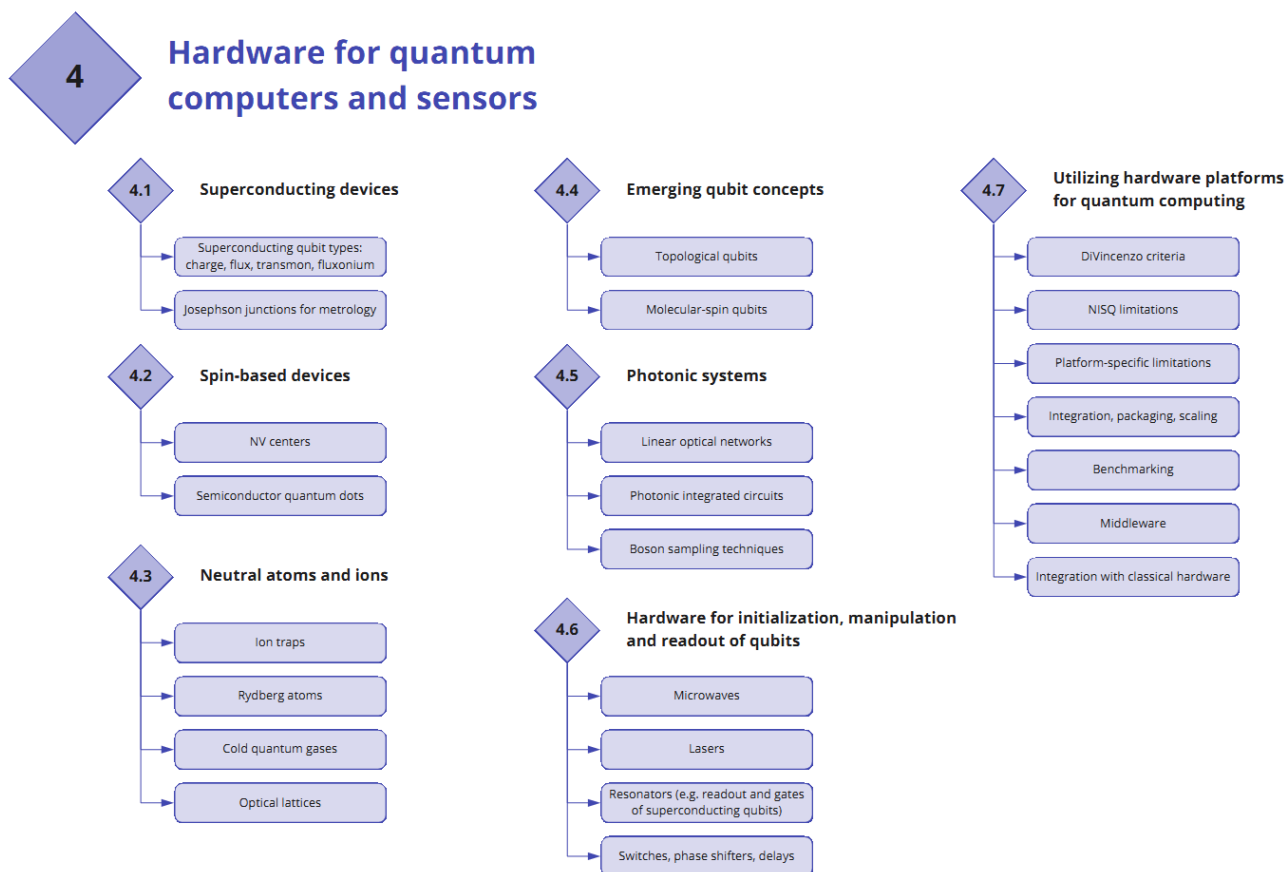 4
Hardware for quantum
computers and sensors
4.1
Superconducting devices
Superconducting qubit types:
charge, flux, transmon, fluxonium
Josephson junctions for metrology
4.2
Spin-based devices
NV centers
Semiconductor quantum dots
4.3
Neutral atoms and ions
Ion traps
Rydberg atoms
Cold quantum gases
Optical lattices
4.4
Emerging qubit concepts
Topological qubits
Molecular-spin qubits
4.5
Photonic systems
Linear optical networks
Photonic integrated circuits
Boson sampling techniques
4.6
Hardware for initialization, manipulation
and readout of qubits
Microwaves
Lasers
Resonators (e.g. readout and gates
of superconducting qubits)
Switches, phase shifters, delays
4.7
Utilizing hardware platforms
for quantum computing
DiVincenzo criteria
NISQ limitations
Platform-specific limitations
Integration, packaging, scaling
Benchmarking
Middleware
Integration with classical hardware